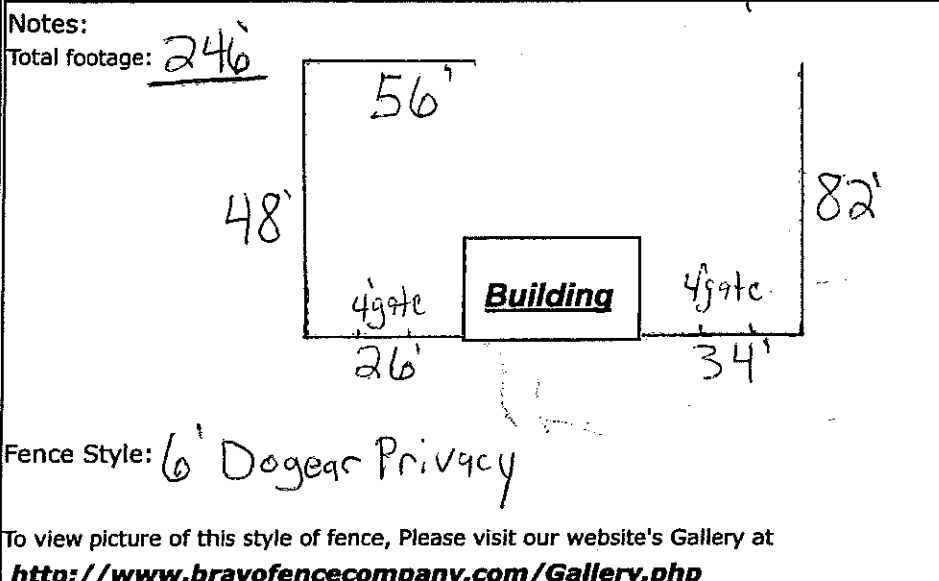 Notes:
Total footage: 246'
56'
48'
82'
4' gate
Building
4' gate
26'
34'
Fence Style: 6' Dogear Privacy
To view picture of this style of fence, Please visit our website's Gallery at
http://www.bravofencecompany.com/Gallery.php